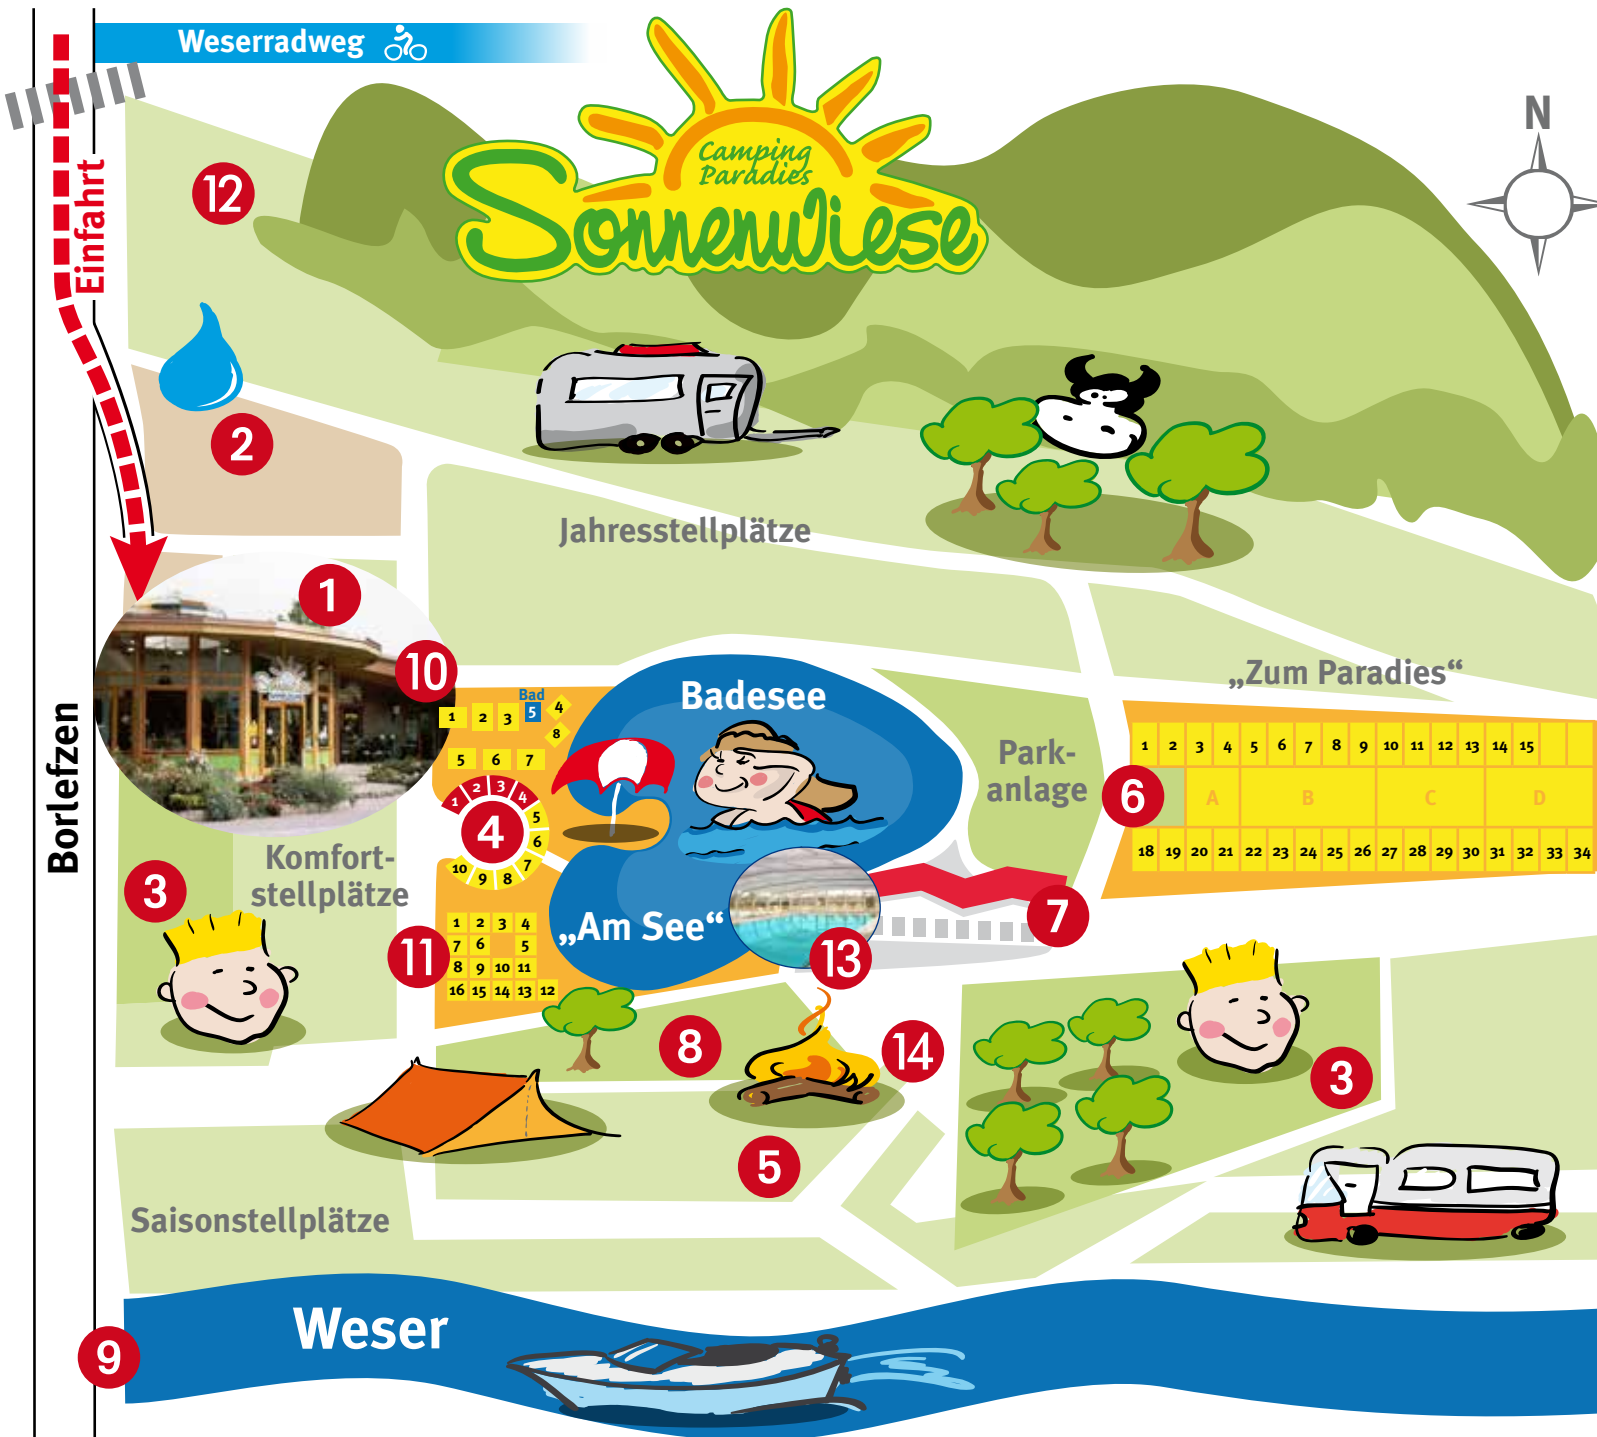 Weserradweg
Camping
Paradies
Sonnenwiese
N
Einfahrt
12
2
Jahresstellplätze
1
10
„Zum Paradies“
Badesee
Bad
1 2 3 5 4
8
5 6 7
Park-
anlage
6
1 2 3 4 5 6 7 8 9 10 11 12 13 14 15
A B C D
18 19 20 21 22 23 24 25 26 27 28 29 30 31 32 33 34
1 2 3 4
5
6
7
8
9
10
4
Borlefzen
Komfort-
stellplätze
3
„Am See“
7
13
11
1 2 3 4
7 6 5
8 9 10 11
16 15 14 13 12
8
14
3
5
Saisonstellplätze
Weser
9